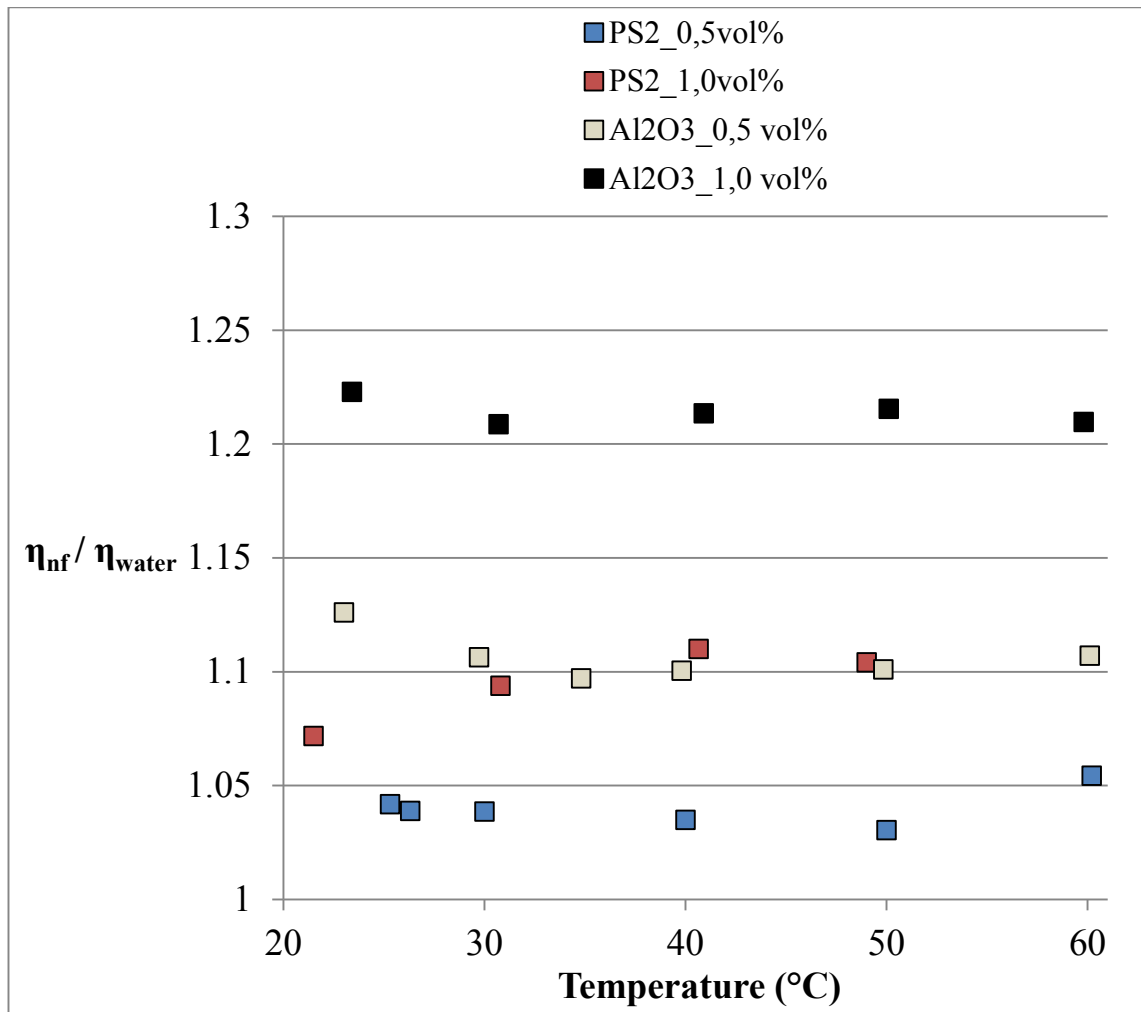 PS2_0,5vol%
PS2_1,0vol%
Al2O3_0,5 vol%
Al2O3_1,0 vol%
1.3
1.25
1.2
1.15
1.1
1.05
1
ηnf / ηwater
20 30 40 50 60
Temperature (°C)